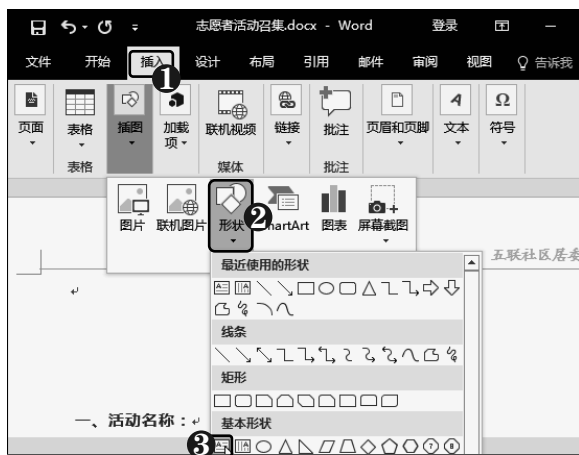 志愿者活动召集.docx - Word 登录
文件 开始 插入 设计 布局 引用 邮件 审阅 视图 告诉我
1
页面 表格 插图 加载项 联机视频 链接 批注 页眉和页脚 文本 符号
表格 媒体 批注
图片 联机图片 形状 2 martArt 图表 屏幕截图
最近使用的形状
五联社区居委
线条
矩形
一、活动名称：
基本形状
3